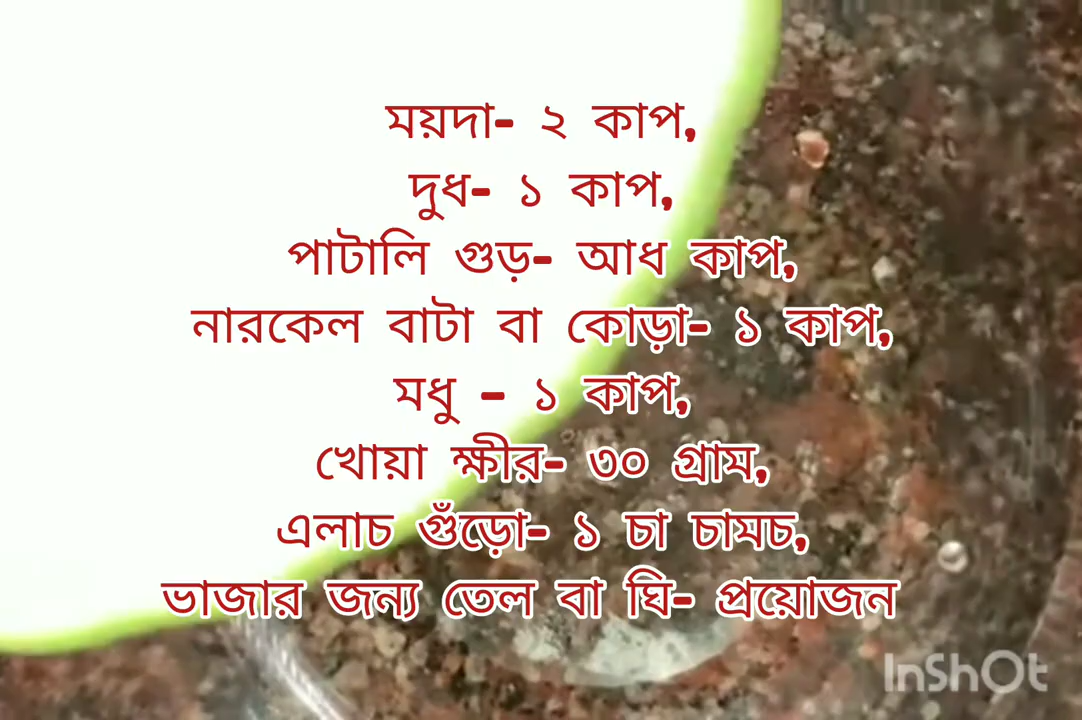 ময়দা- ২ কাপ,
দুধ- ১ কাপ,
পাটালি গুড়- আধ কাপ,
নারকেল বাটা বা কোড়া- ১ কাপ,
মধু - ১ কাপ,
খোয়া ক্ষীর- ৩০ গ্রাম,
এলাচ গুঁড়ো- ১ চা চামচ,
ভাজার জন্য তেল বা ঘি- প্রয়োজন
InShOt